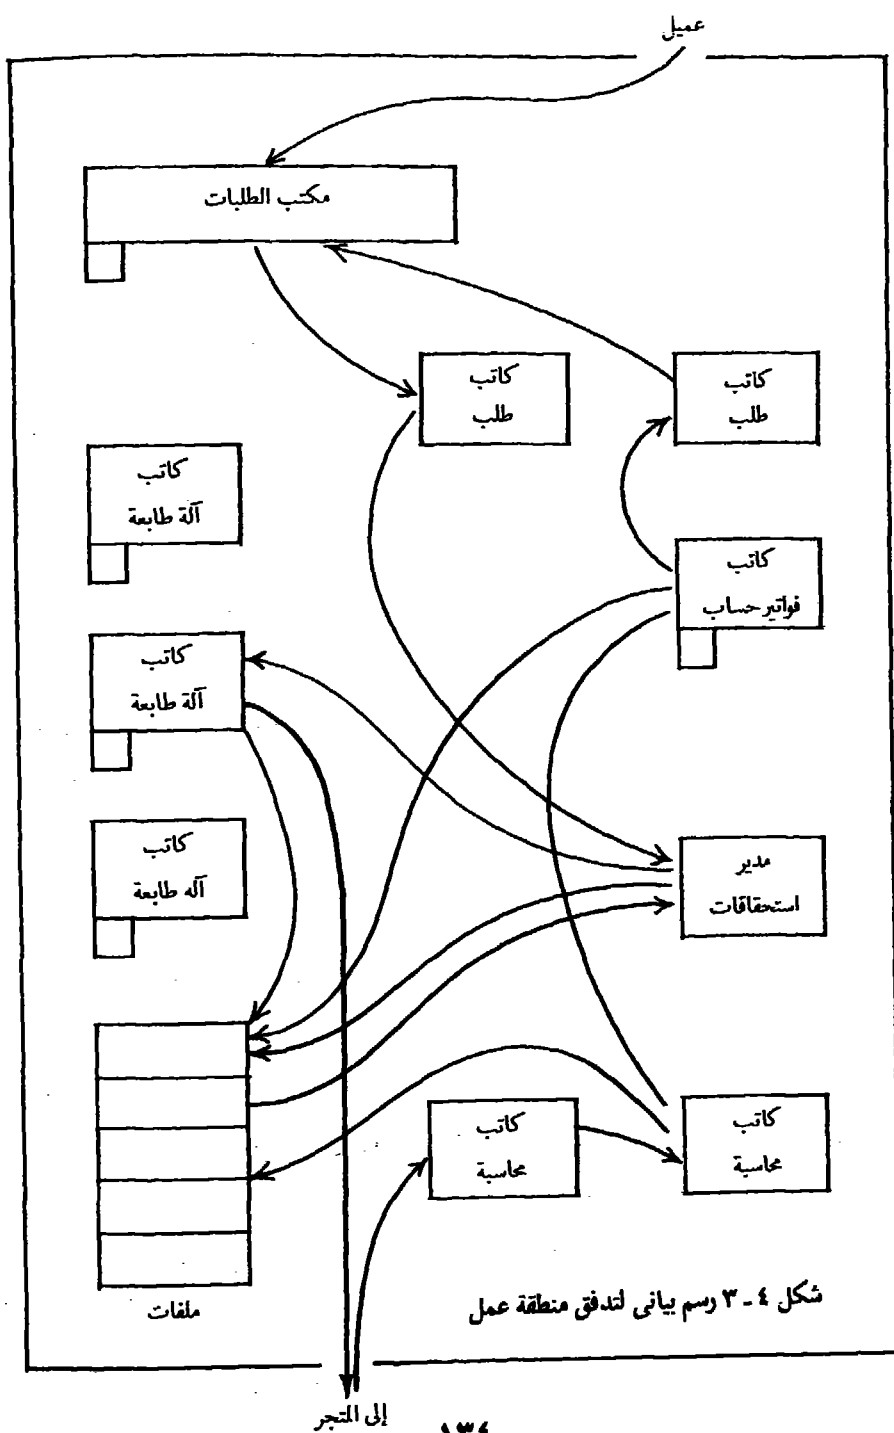 عميل
مكتب الطلبات
كاتب
طلب
كاتب
طلب
كاتب
آلة طابعة
كاتب
فواتير حساب
كاتب
آلة طابعة
كاتب
آله طابعة
مدير
استحقاقات
كاتب
محاسبة
كاتب
محاسبة
ملفات
شكل ٤ ـ ٣ رسم بيانى لتدفق منطقة عمل
إلى المتجر
١٣٤